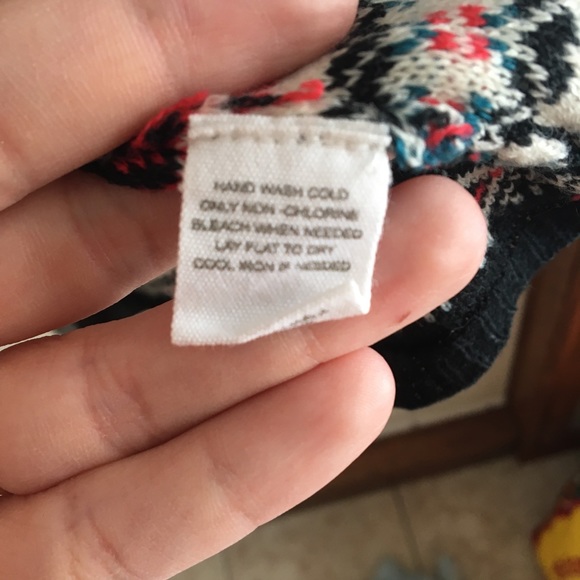 HAND WASH COLD
ONLY NON -CHLORINE
BLEACH WHEN NEEDED
LAY FLAT TO DRY
COOL IRON IF NEEDED